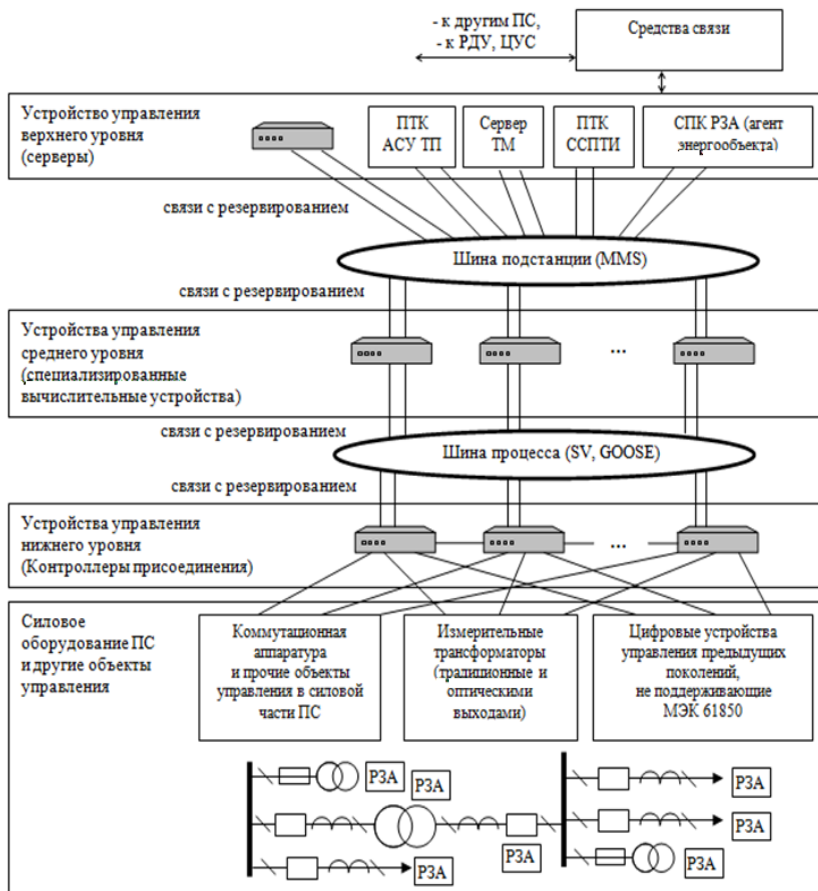 - к другим ПС,
- к РДУ, ЦУС
Средства связи
Устройство управления
верхнего уровня
(серверы)
ПТК
АСУ ТП
Сервер
ТМ
ПТК
ССПТИ
СПК РЗА (агент
энергообъекта)
связи с резервированием
Шина подстанции (MMS)
связи с резервированием
Устройства управления
среднего уровня
(специализированные
вычислительные устройства)
...
связи с резервированием
Шина процесса (SV, GOOSE)
связи с резервированием
Устройства управления
нижнего уровня
(Контроллеры присоединения)
...
Силовое
оборудование ПС
и другие объекты
управления
Коммутационная
аппаратура
и прочие объекты
управления в силовой
части ПС
Измерительные
трансформаторы
(традиционные и
оптическими
выходами)
Цифровые устройства
управления предыдущих
поколений,
не поддерживающие
МЭК 61850
РЗА
РЗА
РЗА
РЗА
РЗА
РЗА
РЗА